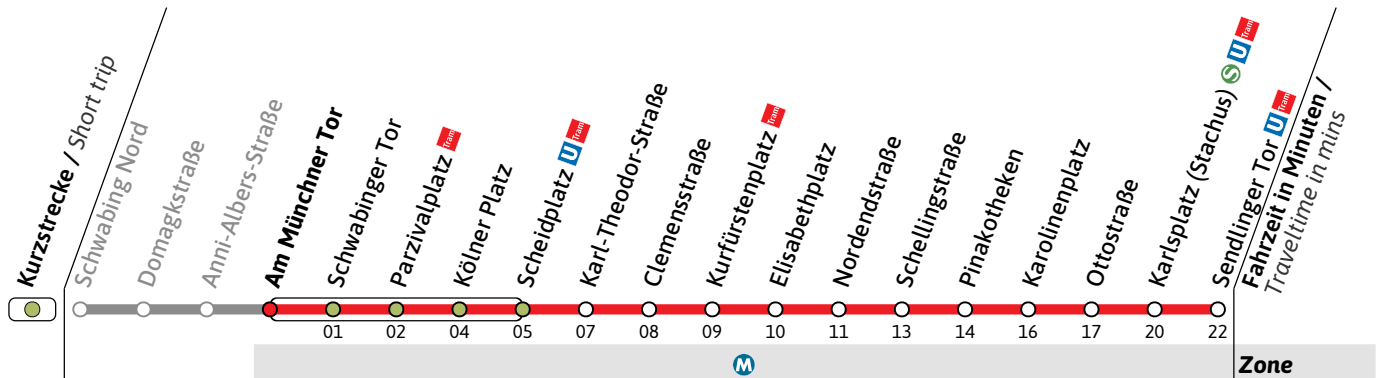 Kurzstrecke / Short trip
Schwabing Nord
Domagkstraße
Anni-Albers-Straße
Am Münchner Tor
Schwabinger Tor
Parzivalplatz Tram
Kölner Platz
Scheidplatz U Tram
Karl-Theodor-Straße
Clemensstraße
Kurfürstenplatz Tram
Elisabethplatz
Nordendstraße
Schellingstraße
Pinakotheken
Karolinenplatz
Ottostraße
Karlsplatz (Stachus) S U Tram
Sendlinger Tor U Tram
Fahrzeit in Minuten /
Traveltime in mins
01 02 04 05 07 08 09 10 11 13 14 16 17 20 22
M Zone